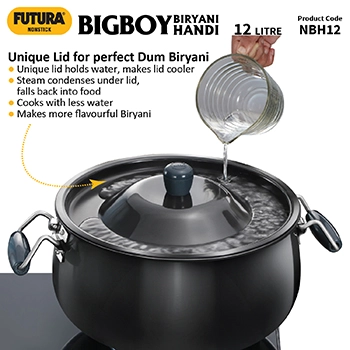 FUTURA
NONSTICK
BIGBOY BIRYANI HANDI 12 LITRE
Product Code
NBH12
Unique Lid for perfect Dum Biryani
Unique lid holds water, makes lid cooler
Steam condenses under lid,
falls back into food
Cooks with less water
Makes more flavourful Biryani